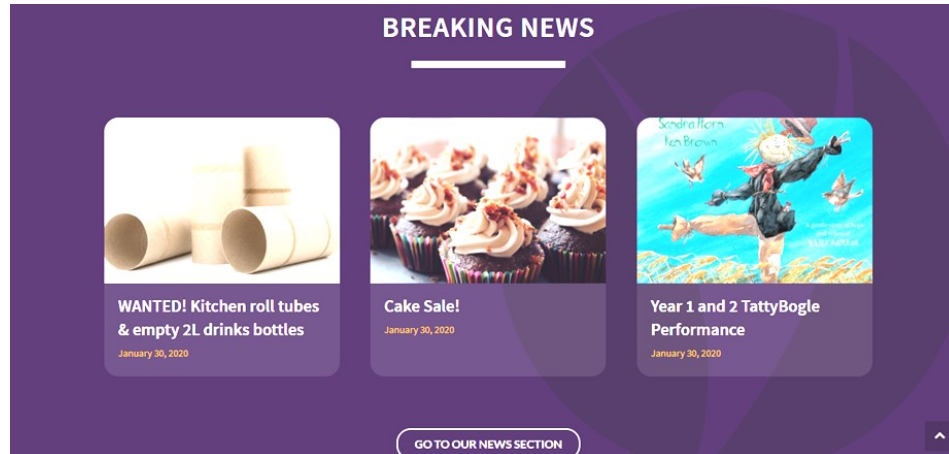 BREAKING NEWS
Sandra Horn
Ken Brown
WANTED! Kitchen roll tubes
& empty 2L drinks bottles
January 30, 2020
Cake Sale!
January 30, 2020
Year 1 and 2 TattyBogle
Performance
January 30, 2020
GO TO OUR NEWS SECTION